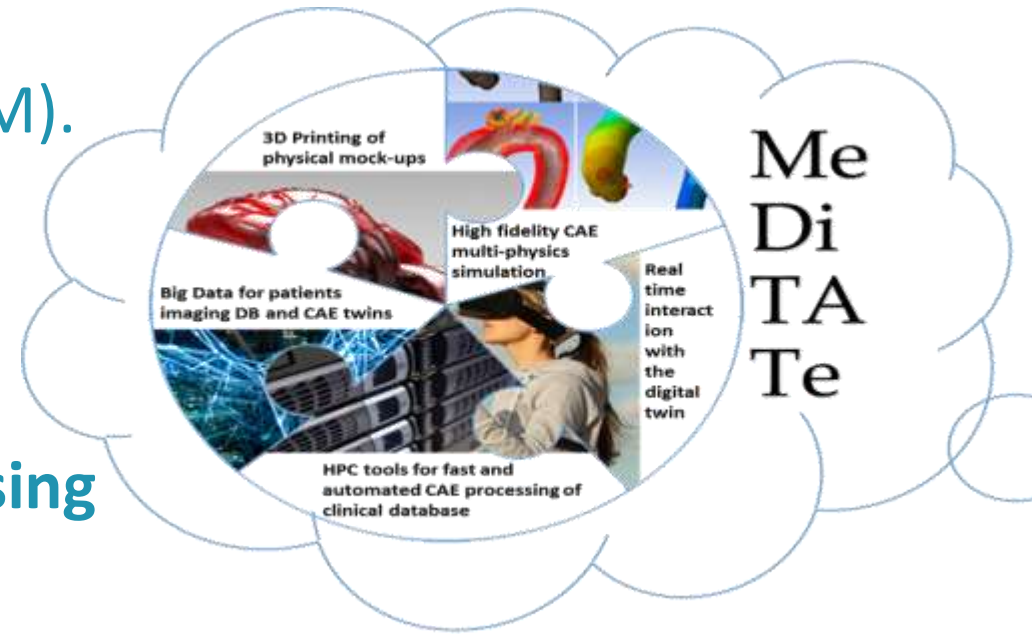 M).
sing
3D Printing of
physical mock-ups
High fidelity CAE
multi-physics
simulation
Big Data for patients
imaging DB and CAE twins
Real
time
interact
ion
with
the
digital
twin
HPC tools for fast and
automated CAE processing of
clinical database
Me
Di
TA
Te